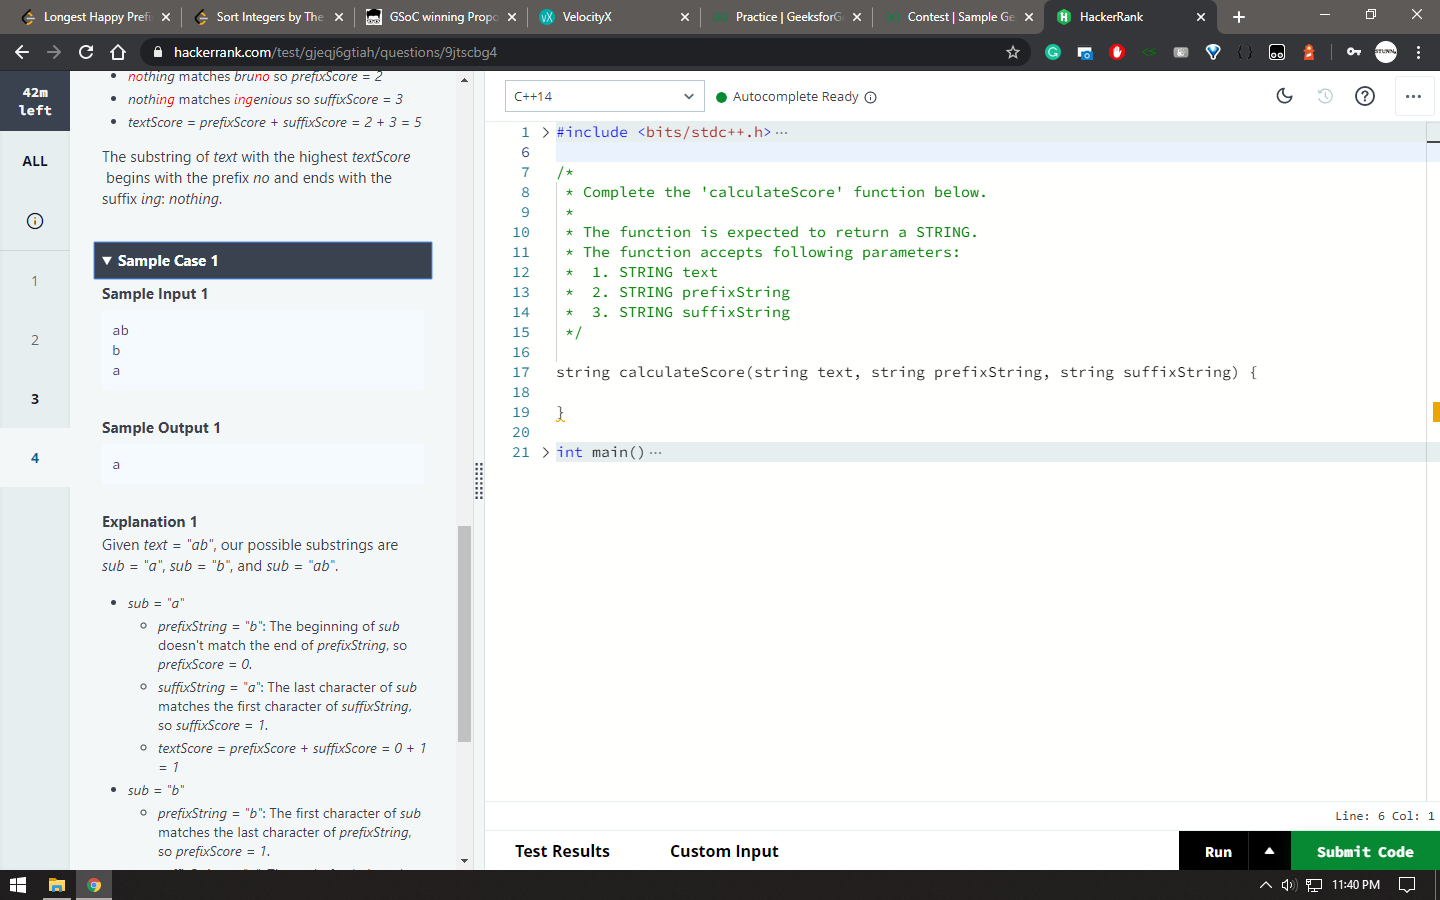 Longest Happy Prefi
Sort Integers by The
GSoC winning Propo
VelocityX
Practice | GeeksforG
Contest | Sample Ge
HackerRank
hackerrank.com/test/gjeqj6gtiah/questions/9jtscbg4
42m
left
ALL
1
2
3
4
nothing matches bruno so prefixScore = 2
nothing matches ingenious so suffixScore = 3
textScore = prefixScore + suffixScore = 2 + 3 = 5
The substring of text with the highest textScore
begins with the prefix no and ends with the
suffix ing: nothing.
▼ Sample Case 1
Sample Input 1
ab
b
a
Sample Output 1
a
Explanation 1
Given text = "ab", our possible substrings are
sub = "a", sub = "b", and sub = "ab".
sub = "a"
prefixString = "b": The beginning of sub
doesn't match the end of prefixString, so
prefixScore = 0.
suffixString = "a": The last character of sub
matches the first character of suffixString,
so suffixScore = 1.
textScore = prefixScore + suffixScore = 0 + 1
= 1
sub = "b"
prefixString = "b": The first character of sub
matches the last character of prefixString,
so prefixScore = 1.
C++14
Autocomplete Ready
1 #include <bits/stdc++.h>
6
7 /*
8 * Complete the 'calculateScore' function below.
9 *
10 * The function is expected to return a STRING.
11 * The function accepts following parameters:
12 * 1. STRING text
13 * 2. STRING prefixString
14 * 3. STRING suffixString
15 */
16
17 string calculateScore(string text, string prefixString, string suffixString) {
18
19 }
20
21 int main()
Line: 6 Col: 1
Test Results
Custom Input
Run
Submit Code
11:40 PM